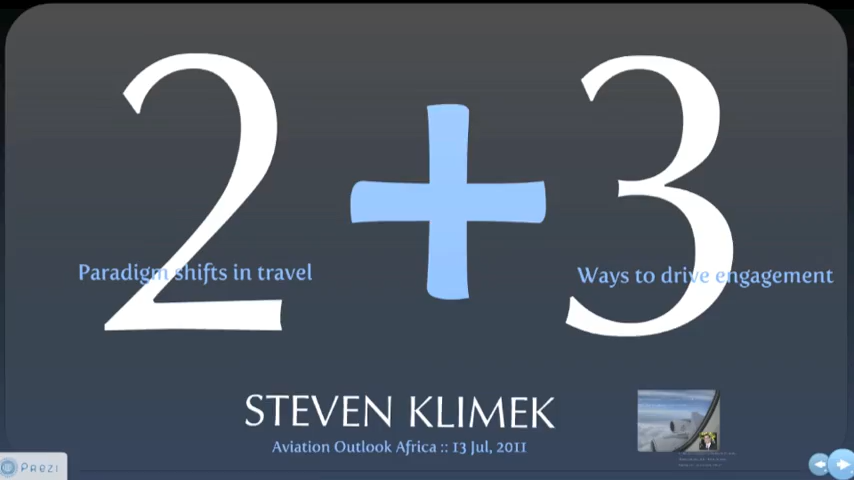 2 + 3
Paradigm shifts in travel
Ways to drive engagement
STEVEN KLIMEK
Aviation Outlook Africa :: 13 Jul, 2011
PREZI